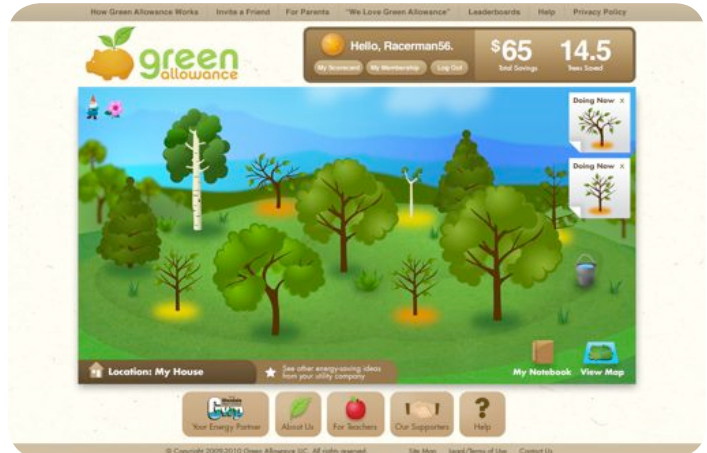 How Green Allowance Works Invite a Friend For Parents "We Love Green Allowance" Leaderboards Help Privacy Policy
green
allowance
Hello, Racerman56.
My Scorecard My Membership Log Out
$65
Total Savings
14.5
Trees Saved
Doing Now x
Doing Now x
Location: My House
See other energy-saving ideas
from your utility company
My Notebook View Map
Your Energy Partner
About Us
For Teachers
Our Supporters
?
Help
© Copyright 2009-2010 Green Allowance LLC. All rights reserved. Site Map Legal/Terms of Use Contact Us